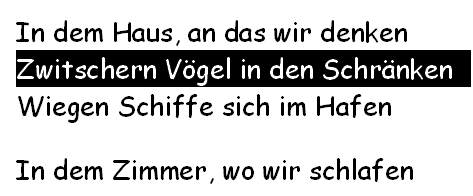 In dem Haus, an das wir denken
Zwitschern Vögel in den Schränken
Wiegen Schiffe sich im Hafen
In dem Zimmer, wo wir schlafen